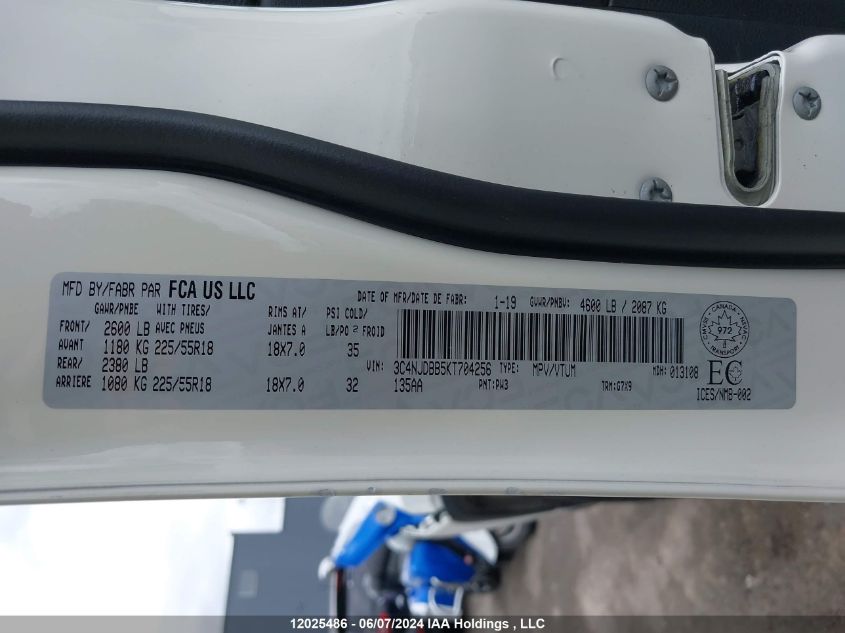 MFD BY/FABR PAR FCA US LLC
DATE OF MFR/DATE DE FABR: 1-19 GVWR/PNBV: 4600 LB / 2087 KG
GAWR/PNBE WITH TIRES/ RIMS AT/ PSI COLD/
FRONT/ 2600 LB AVEC PNEUS JANTES A LB/PO 2 FROID
AVANT 1180 KG 225/55R18 18X7.0 35
REAR/ 2380 LB
ARRIERE 1080 KG 225/55R18 18X7.0 32
VIN: 3C4NJDBB5KT704256 TYPE: MPV/VTUM MDH: 013108
135AA PNT: PW3 TRM: G7X9
CANADA
CMVSR NSVAC
972
EC
ICES/NMB-002
12025486 - 06/07/2024 IAA Holdings , LLC